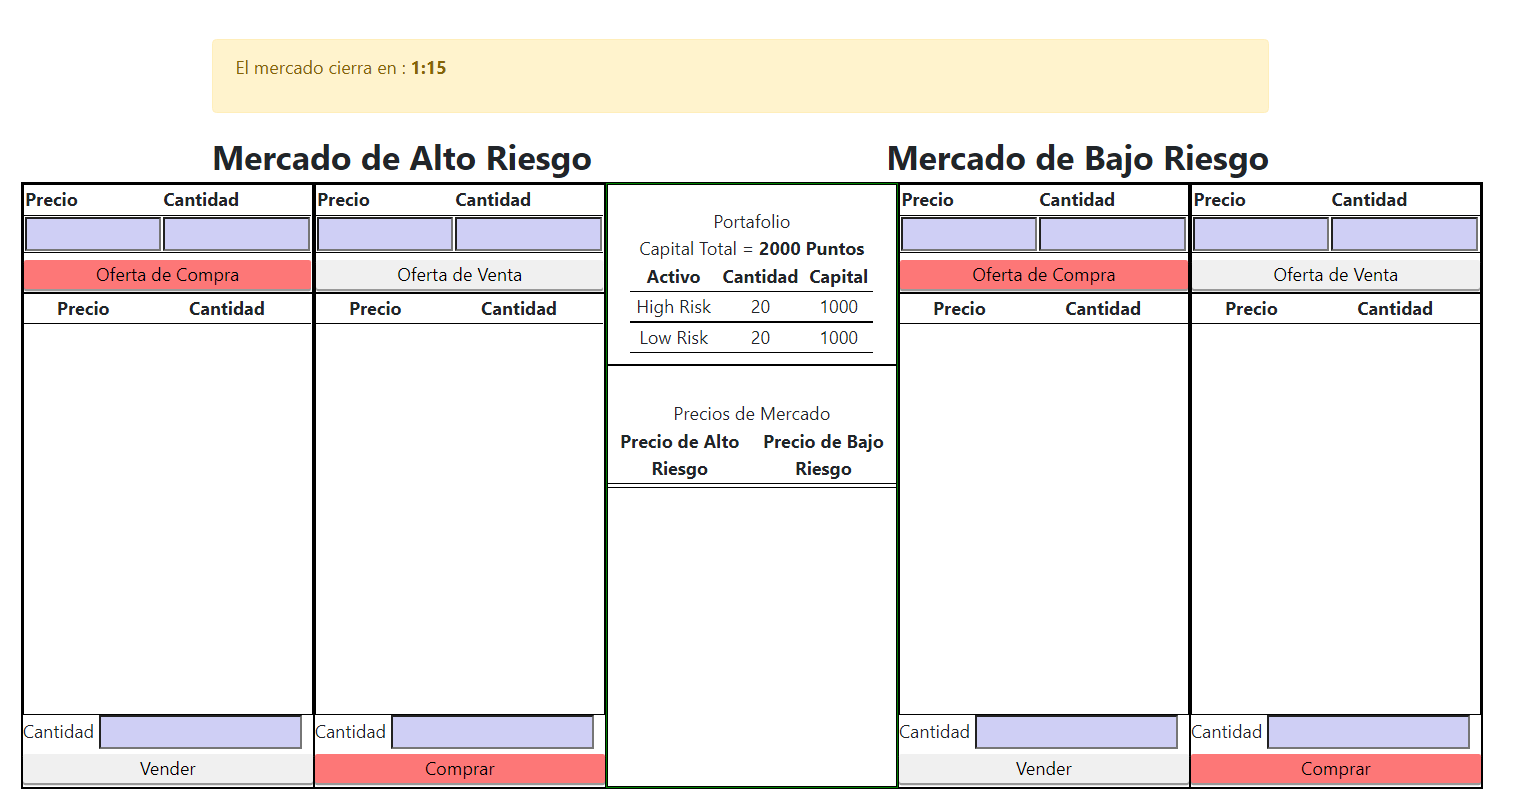 El mercado cierra en : 1:15
Mercado de Alto Riesgo
Mercado de Bajo Riesgo
Precio Cantidad
Oferta de Compra
Precio Cantidad
Cantidad
Vender
Precio Cantidad
Oferta de Venta
Precio Cantidad
Cantidad
Comprar
Portafolio
Capital Total = 2000 Puntos
Activo Cantidad Capital
High Risk 20 1000
Low Risk 20 1000
Precios de Mercado
Precio de Alto Riesgo
Precio de Bajo Riesgo
Precio Cantidad
Oferta de Compra
Precio Cantidad
Cantidad
Vender
Precio Cantidad
Oferta de Venta
Precio Cantidad
Cantidad
Comprar